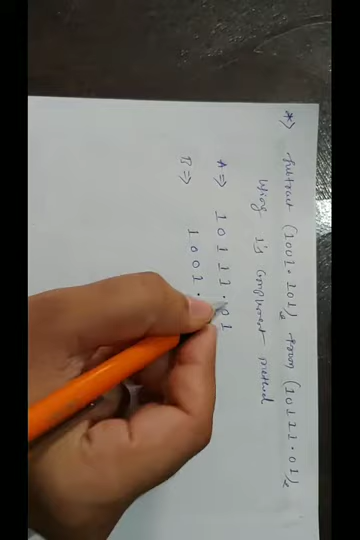 *) Subtract (1001.101)₂ from (10111.01)₂
Using 1's Complement method
A ⇒ 10111.01
B ⇒ 1001.